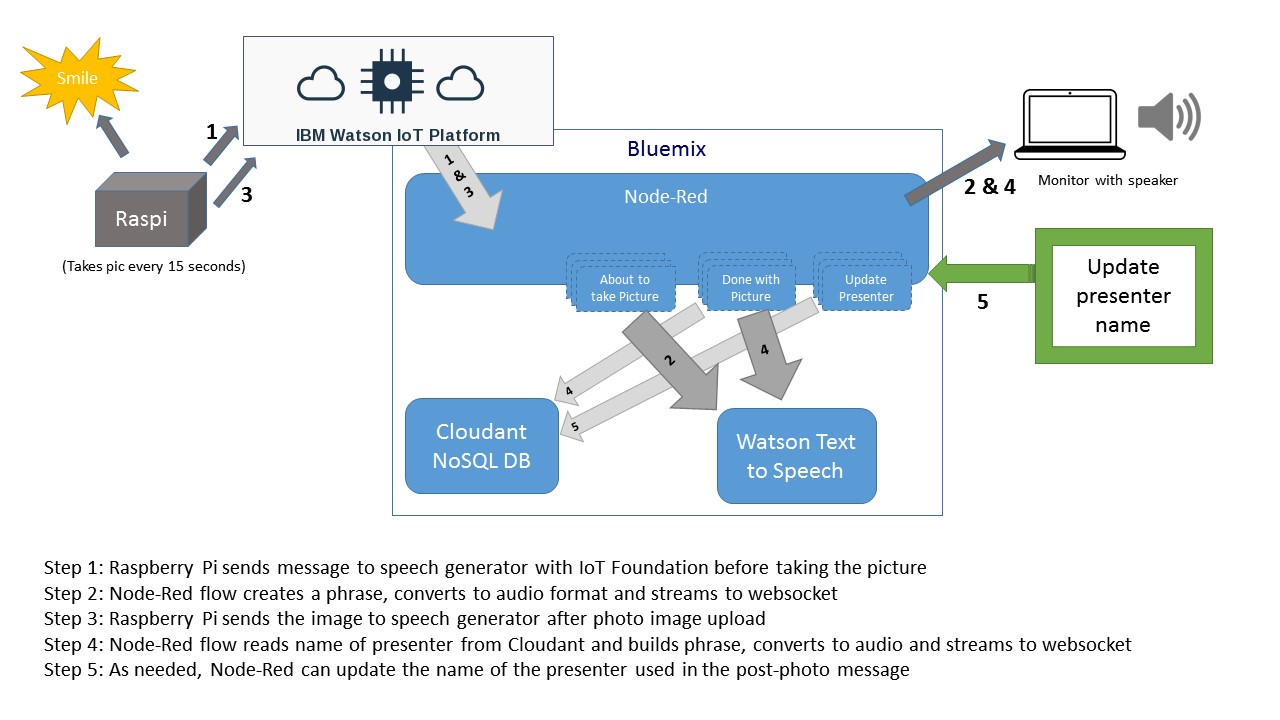 Smile
IBM Watson IoT Platform
1
3
Raspi
(Takes pic every 15 seconds)
1
&
3
Bluemix
Node-Red
2 & 4
Monitor with speaker
About to
take Picture
Done with
Picture
Update
Presenter
5
Update
presenter
name
2
4
4
5
Cloudant
NoSQL DB
Watson Text
to Speech
Step 1: Raspberry Pi sends message to speech generator with IoT Foundation before taking the picture
Step 2: Node-Red flow creates a phrase, converts to audio format and streams to websocket
Step 3: Raspberry Pi sends the image to speech generator after photo image upload
Step 4: Node-Red flow reads name of presenter from Cloudant and builds phrase, converts to audio and streams to websocket
Step 5: As needed, Node-Red can update the name of the presenter used in the post-photo message